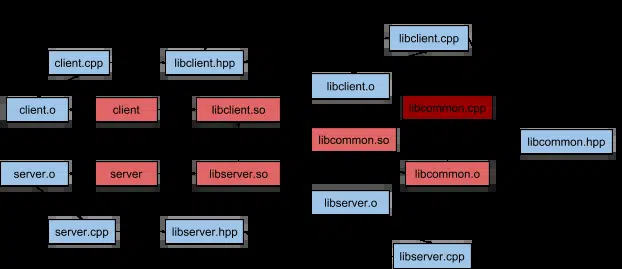 libclient.cpp
client.cpp
libclient.hpp
libclient.o
client.o
client
libclient.so
libcommon.cpp
libcommon.so
libcommon.hpp
server.o
server
libserver.so
libcommon.o
libserver.o
server.cpp
libserver.hpp
libserver.cpp